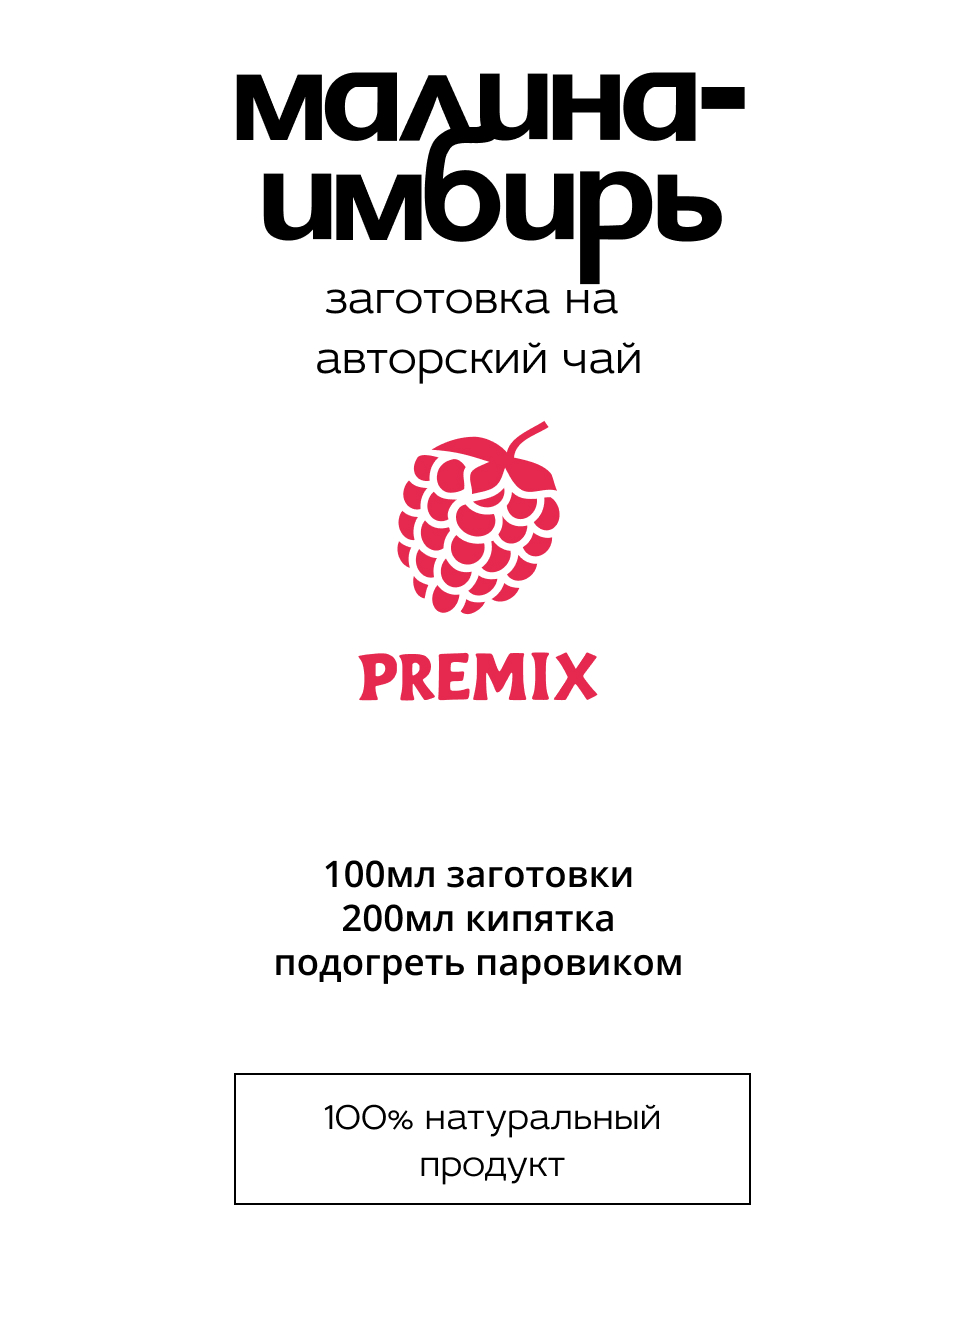 малина-
имбирь
заготовка на
авторский чай
PREMIX
100мл заготовки
200мл кипятка
подогреть паровиком
100% натуральный
продукт